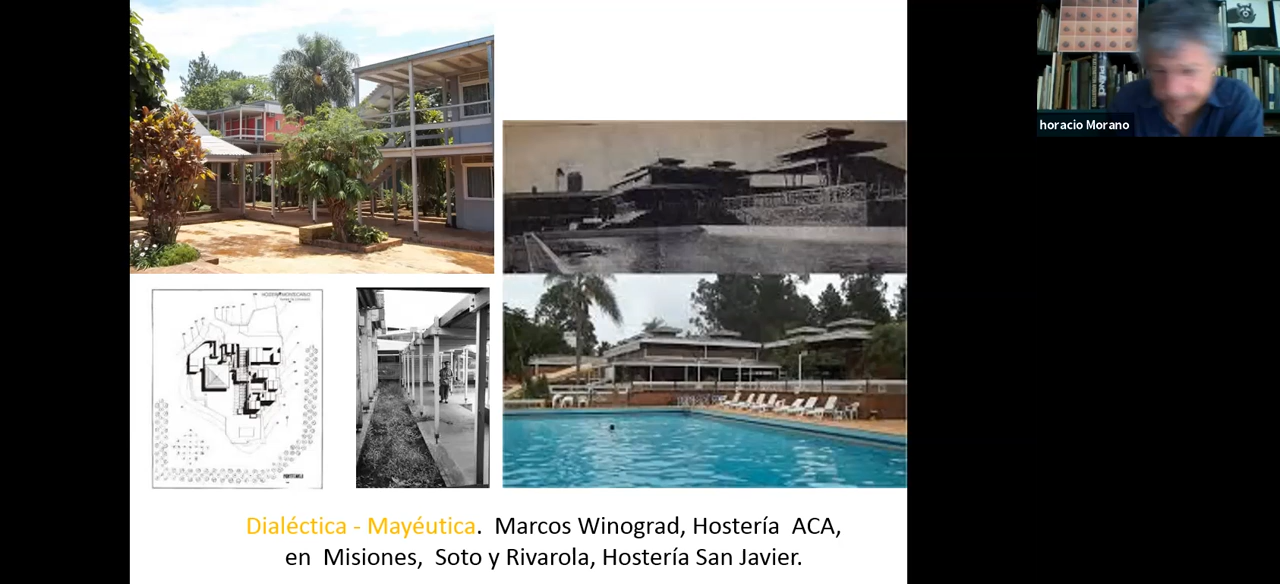 horacio Morano
Dialéctica - Mayéutica.  Marcos Winograd, Hostería  ACA,
en  Misiones,  Soto y Rivarola, Hostería San Javier.